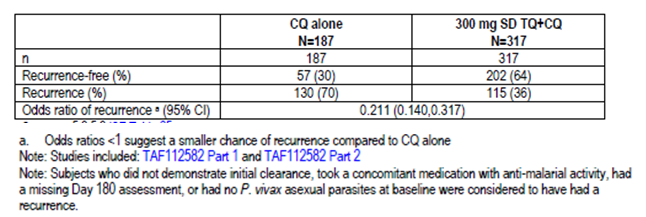 CQ alone 300 mg SD TQ+CQ
N=187 N=317
n 187 317
Recurrence-free (%) 57 (30) 202 (64)
Recurrence (%) 130 (70) 115 (36)
Odds ratio of recurrence a (95% CI) 0.211 (0.140,0.317)
a. Odds ratios <1 suggest a smaller chance of recurrence compared to CQ alone
Note: Studies included: TAF112582 Part 1 and TAF112582 Part 2
Note: Subjects who did not demonstrate initial clearance, took a concomitant medication with anti-malarial activity, had
a missing Day 180 assessment, or had no P. vivax asexual parasites at baseline were considered to have had a
recurrence.